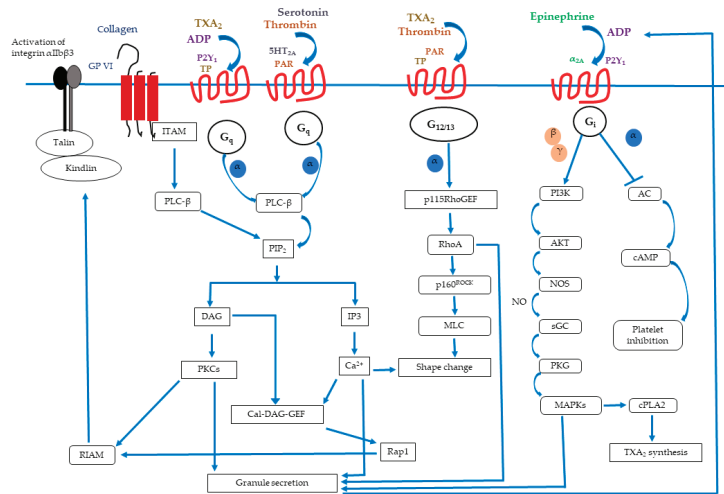 Activation of
integrin αIIbβ3
Collagen
GP VI
TXA2
ADP
P2Y1
TP
Serotonin
Thrombin
5HT2A
PAR
TXA2
Thrombin
PAR
TP
Epinephrine
ADP
α2A
P2Y1
Talin
Kindlin
ITAM
Gq
Gq
G12/13
Gi
α
α
α
β
γ
α
PLC-β
PLC-β
p115RhoGEF
PI3K
AC
PIP2
RhoA
AKT
cAMP
p160ROCK
NOS
NO
DAG
IP3
MLC
sGC
Platelet
inhibition
PKCs
Ca2+
Shape change
PKG
Cal-DAG-GEF
MAPKs
cPLA2
RIAM
Rap1
TXA2 synthesis
Granule secretion